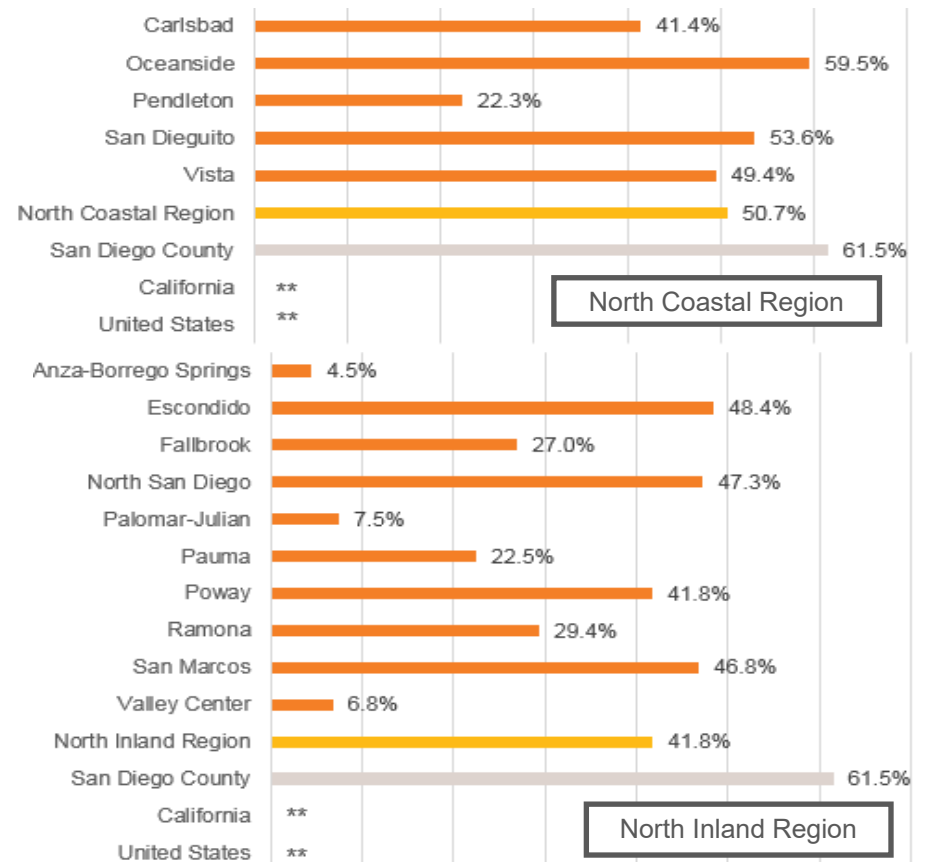 Carlsbad 41.4%
Oceanside 59.5%
Pendleton 22.3%
San Dieguito 53.6%
Vista 49.4%
North Coastal Region 50.7%
San Diego County 61.5%
California **
United States **
North Coastal Region
Anza-Borrego Springs 4.5%
Escondido 48.4%
Fallbrook 27.0%
North San Diego 47.3%
Palomar-Julian 7.5%
Pauma 22.5%
Poway 41.8%
Ramona 29.4%
San Marcos 46.8%
Valley Center 6.8%
North Inland Region 41.8%
San Diego County 61.5%
California **
United States **
North Inland Region